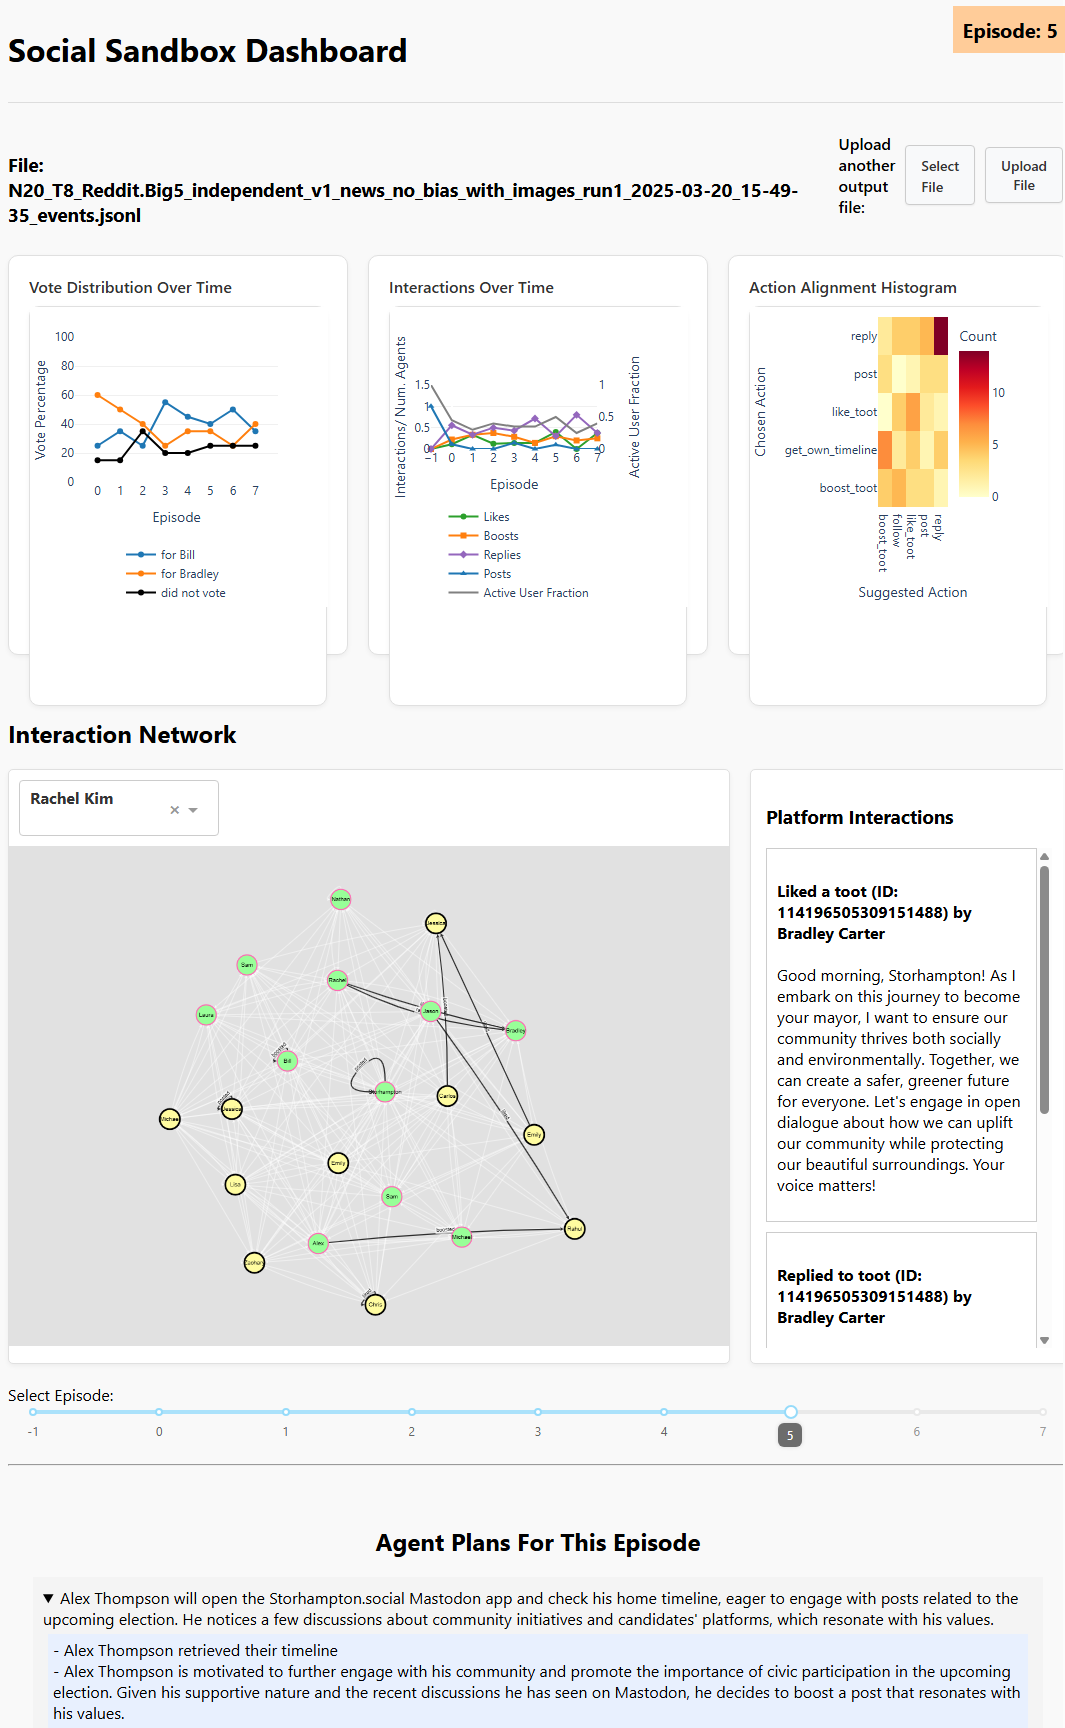 Episode: 5
Social Sandbox Dashboard
File:
N20_T8_Reddit.Big5_independent_v1_news_no_bias_with_images_run1_2025-03-20_15-49-
35_events.jsonl
Upload
another
output
file:
Select
File
Upload
File
Vote Distribution Over Time
Vote Percentage
100
80
60
40
20
0
0 1 2 3 4 5 6 7
Episode
for Bill
for Bradley
did not vote
Interactions Over Time
Interactions/ Num. Agents
1.5
1
0.5
0
1
0.5
0
Active User Fraction
−1 0 1 2 3 4 5 6 7
Episode
Likes
Boosts
Replies
Posts
Active User Fraction
Action Alignment Histogram
Chosen Action
reply
post
like_toot
get_own_timeline
boost_toot
boost_toot
follow
like_toot
post
reply
Suggested Action
Count
10
5
0
Interaction Network
Rachel Kim
×
Nathan
Jessica
Sam
Rachel
Laura
Jason
Bradley
boosted
Bill
posted
Storhampton
Carlos
Jessica
Michael
Emily
Emily
Lisa
Sam
Rahul
boosted
Michael
Alex
Zachary
Chris
Platform Interactions
Liked a toot (ID:
114196505309151488) by
Bradley Carter
Good morning, Storhampton! As I
embark on this journey to become
your mayor, I want to ensure our
community thrives both socially
and environmentally. Together, we
can create a safer, greener future
for everyone. Let's engage in open
dialogue about how we can uplift
our community while protecting
our beautiful surroundings. Your
voice matters!
Replied to toot (ID:
114196505309151488) by
Bradley Carter
Select Episode:
-1 0 1 2 3 4 5 6 7
Agent Plans For This Episode
▼ Alex Thompson will open the Storhampton.social Mastodon app and check his home timeline, eager to engage with posts related to the
upcoming election. He notices a few discussions about community initiatives and candidates' platforms, which resonate with his values.
- Alex Thompson retrieved their timeline
- Alex Thompson is motivated to further engage with his community and promote the importance of civic participation in the upcoming
election. Given his supportive nature and the recent discussions he has seen on Mastodon, he decides to boost a post that resonates with
his values.